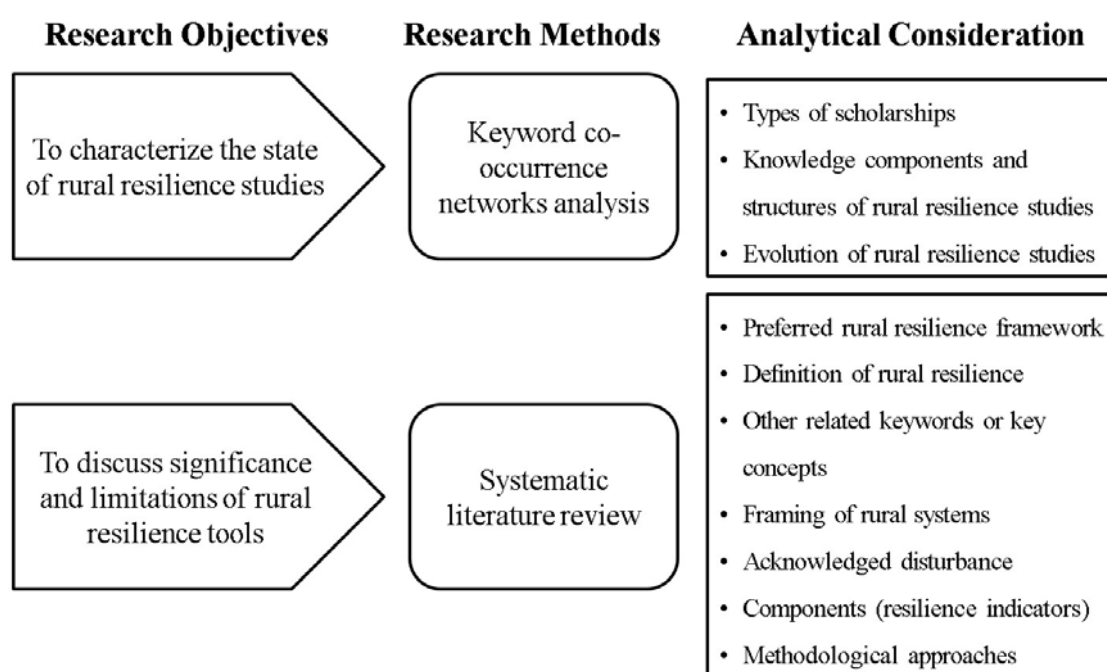 Research Objectives
Research Methods
Analytical Consideration
To characterize the state
of rural resilience studies
Keyword co-
occurrence
networks analysis
• Types of scholarships
• Knowledge components and
structures of rural resilience studies
• Evolution of rural resilience studies
To discuss significance
and limitations of rural
resilience tools
Systematic
literature review
• Preferred rural resilience framework
• Definition of rural resilience
• Other related keywords or key
concepts
• Framing of rural systems
• Acknowledged disturbance
• Components (resilience indicators)
• Methodological approaches